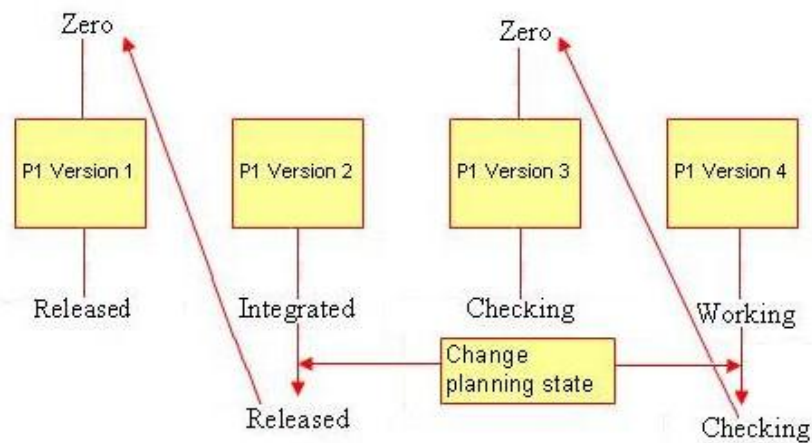 Zero
Zero
P1 Version 1
P1 Version 2
P1 Version 3
P1 Version 4
Released
Integrated
Checking
Working
Change
planning state
Released
Checking